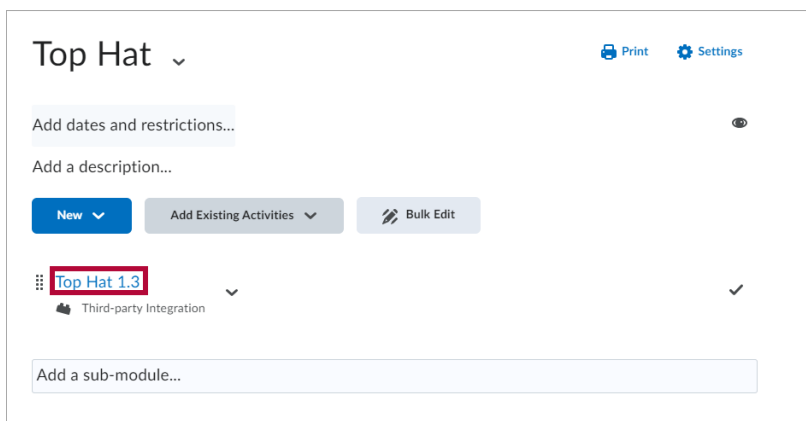 Top Hat
Print
Settings
Add dates and restrictions...
Add a description...
New
Add Existing Activities
Bulk Edit
Top Hat 1.3
Third-party Integration
Add a sub-module...